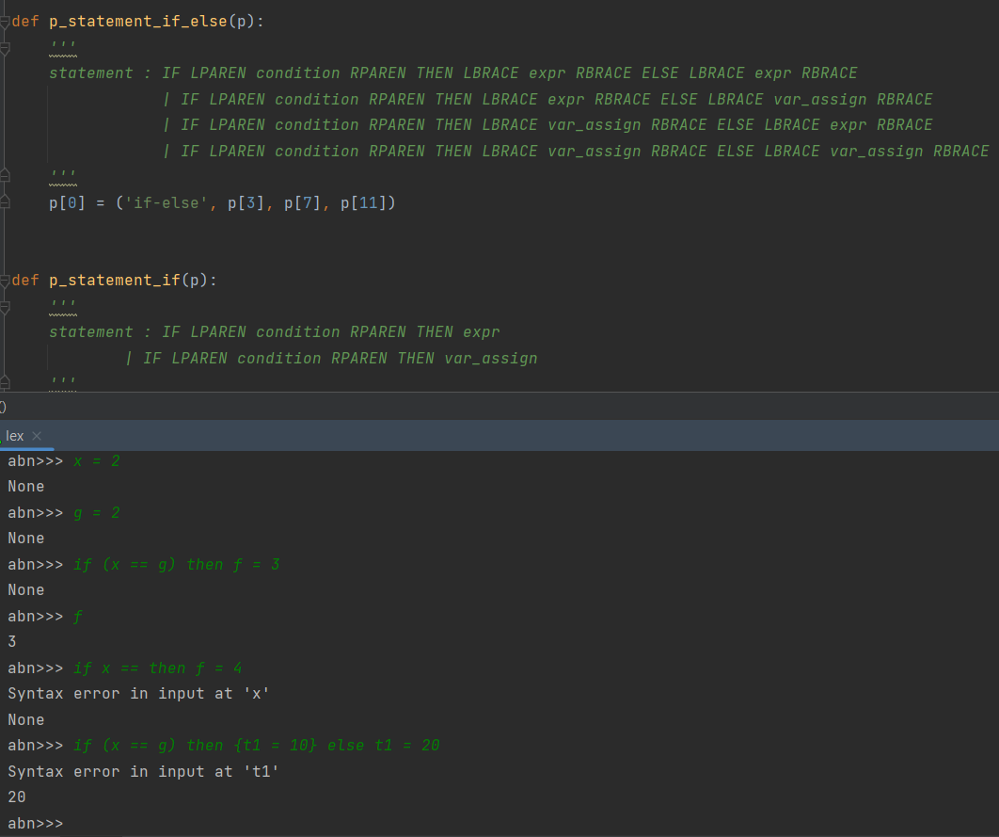 def p_statement_if_else(p):
'''
statement : IF LPAREN condition RPAREN THEN LBRACE expr RBRACE ELSE LBRACE expr RBRACE
| IF LPAREN condition RPAREN THEN LBRACE expr RBRACE ELSE LBRACE var_assign RBRACE
| IF LPAREN condition RPAREN THEN LBRACE var_assign RBRACE ELSE LBRACE expr RBRACE
| IF LPAREN condition RPAREN THEN LBRACE var_assign RBRACE ELSE LBRACE var_assign RBRACE
'''
p[0] = ('if-else', p[3], p[7], p[11])
def p_statement_if(p):
'''
statement : IF LPAREN condition RPAREN THEN expr
| IF LPAREN condition RPAREN THEN var_assign
'''
()
lex
abn>>> x = 2
None
abn>>> g = 2
None
abn>>> if (x == g) then f = 3
None
abn>>> f
3
abn>>> if x == then f = 4
Syntax error in input at 'x'
None
abn>>> if (x == g) then {t1 = 10} else t1 = 20
Syntax error in input at 't1'
20
abn>>>